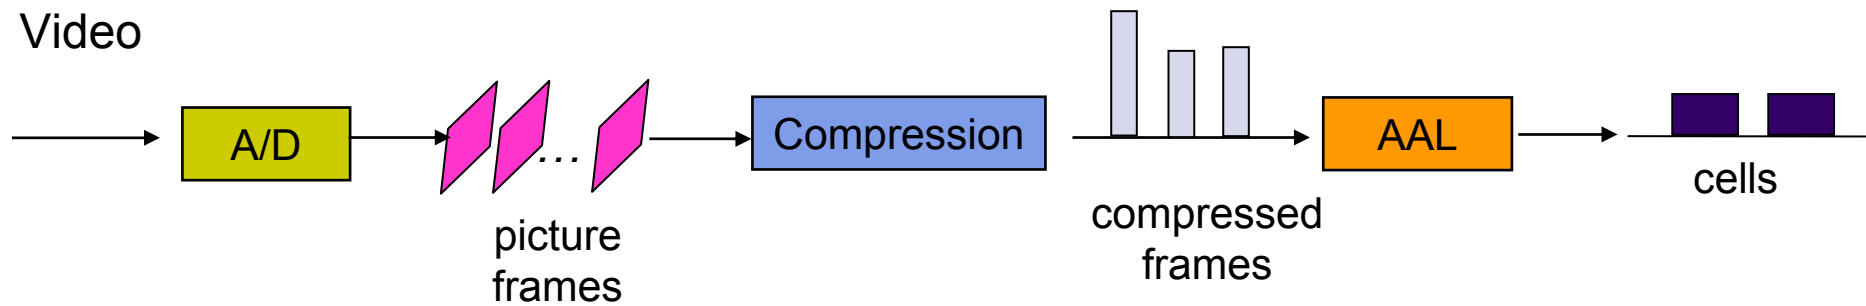 Video
A/D
...
picture
frames
Compression
compressed
frames
AAL
cells